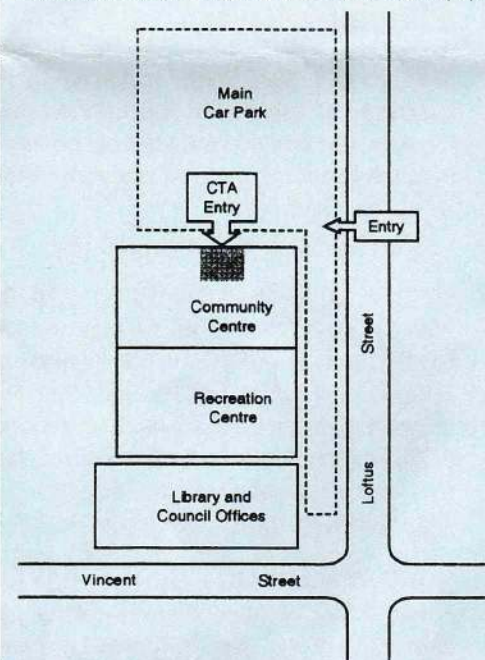 Main
Car Park
CTA
Entry
Entry
Community
Centre
Street
Recreation
Centre
Loftus
Library and
Council Offices
Vincent Street